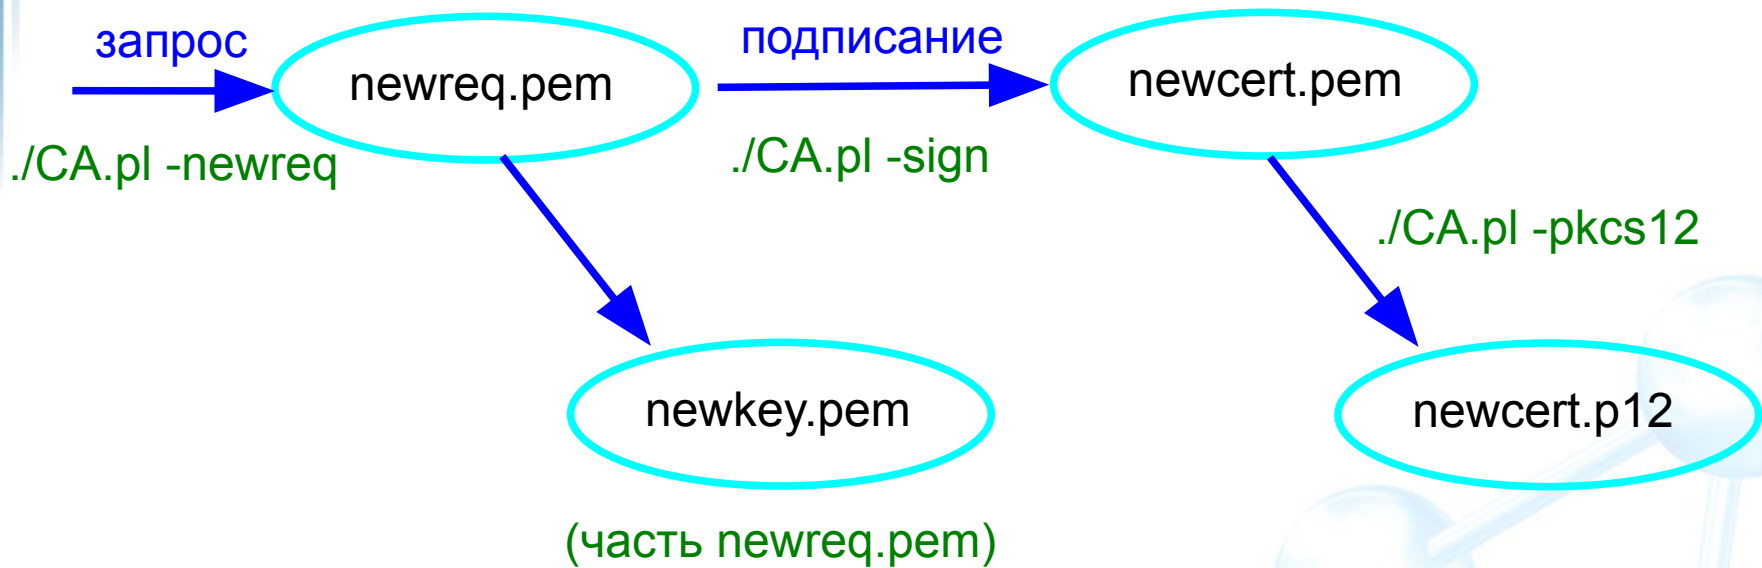 запрос
newreq.pem
./CA.pl -newreq
подписание
newcert.pem
./CA.pl -sign
./CA.pl -pkcs12
newkey.pem
newcert.p12
(часть newreq.pem)